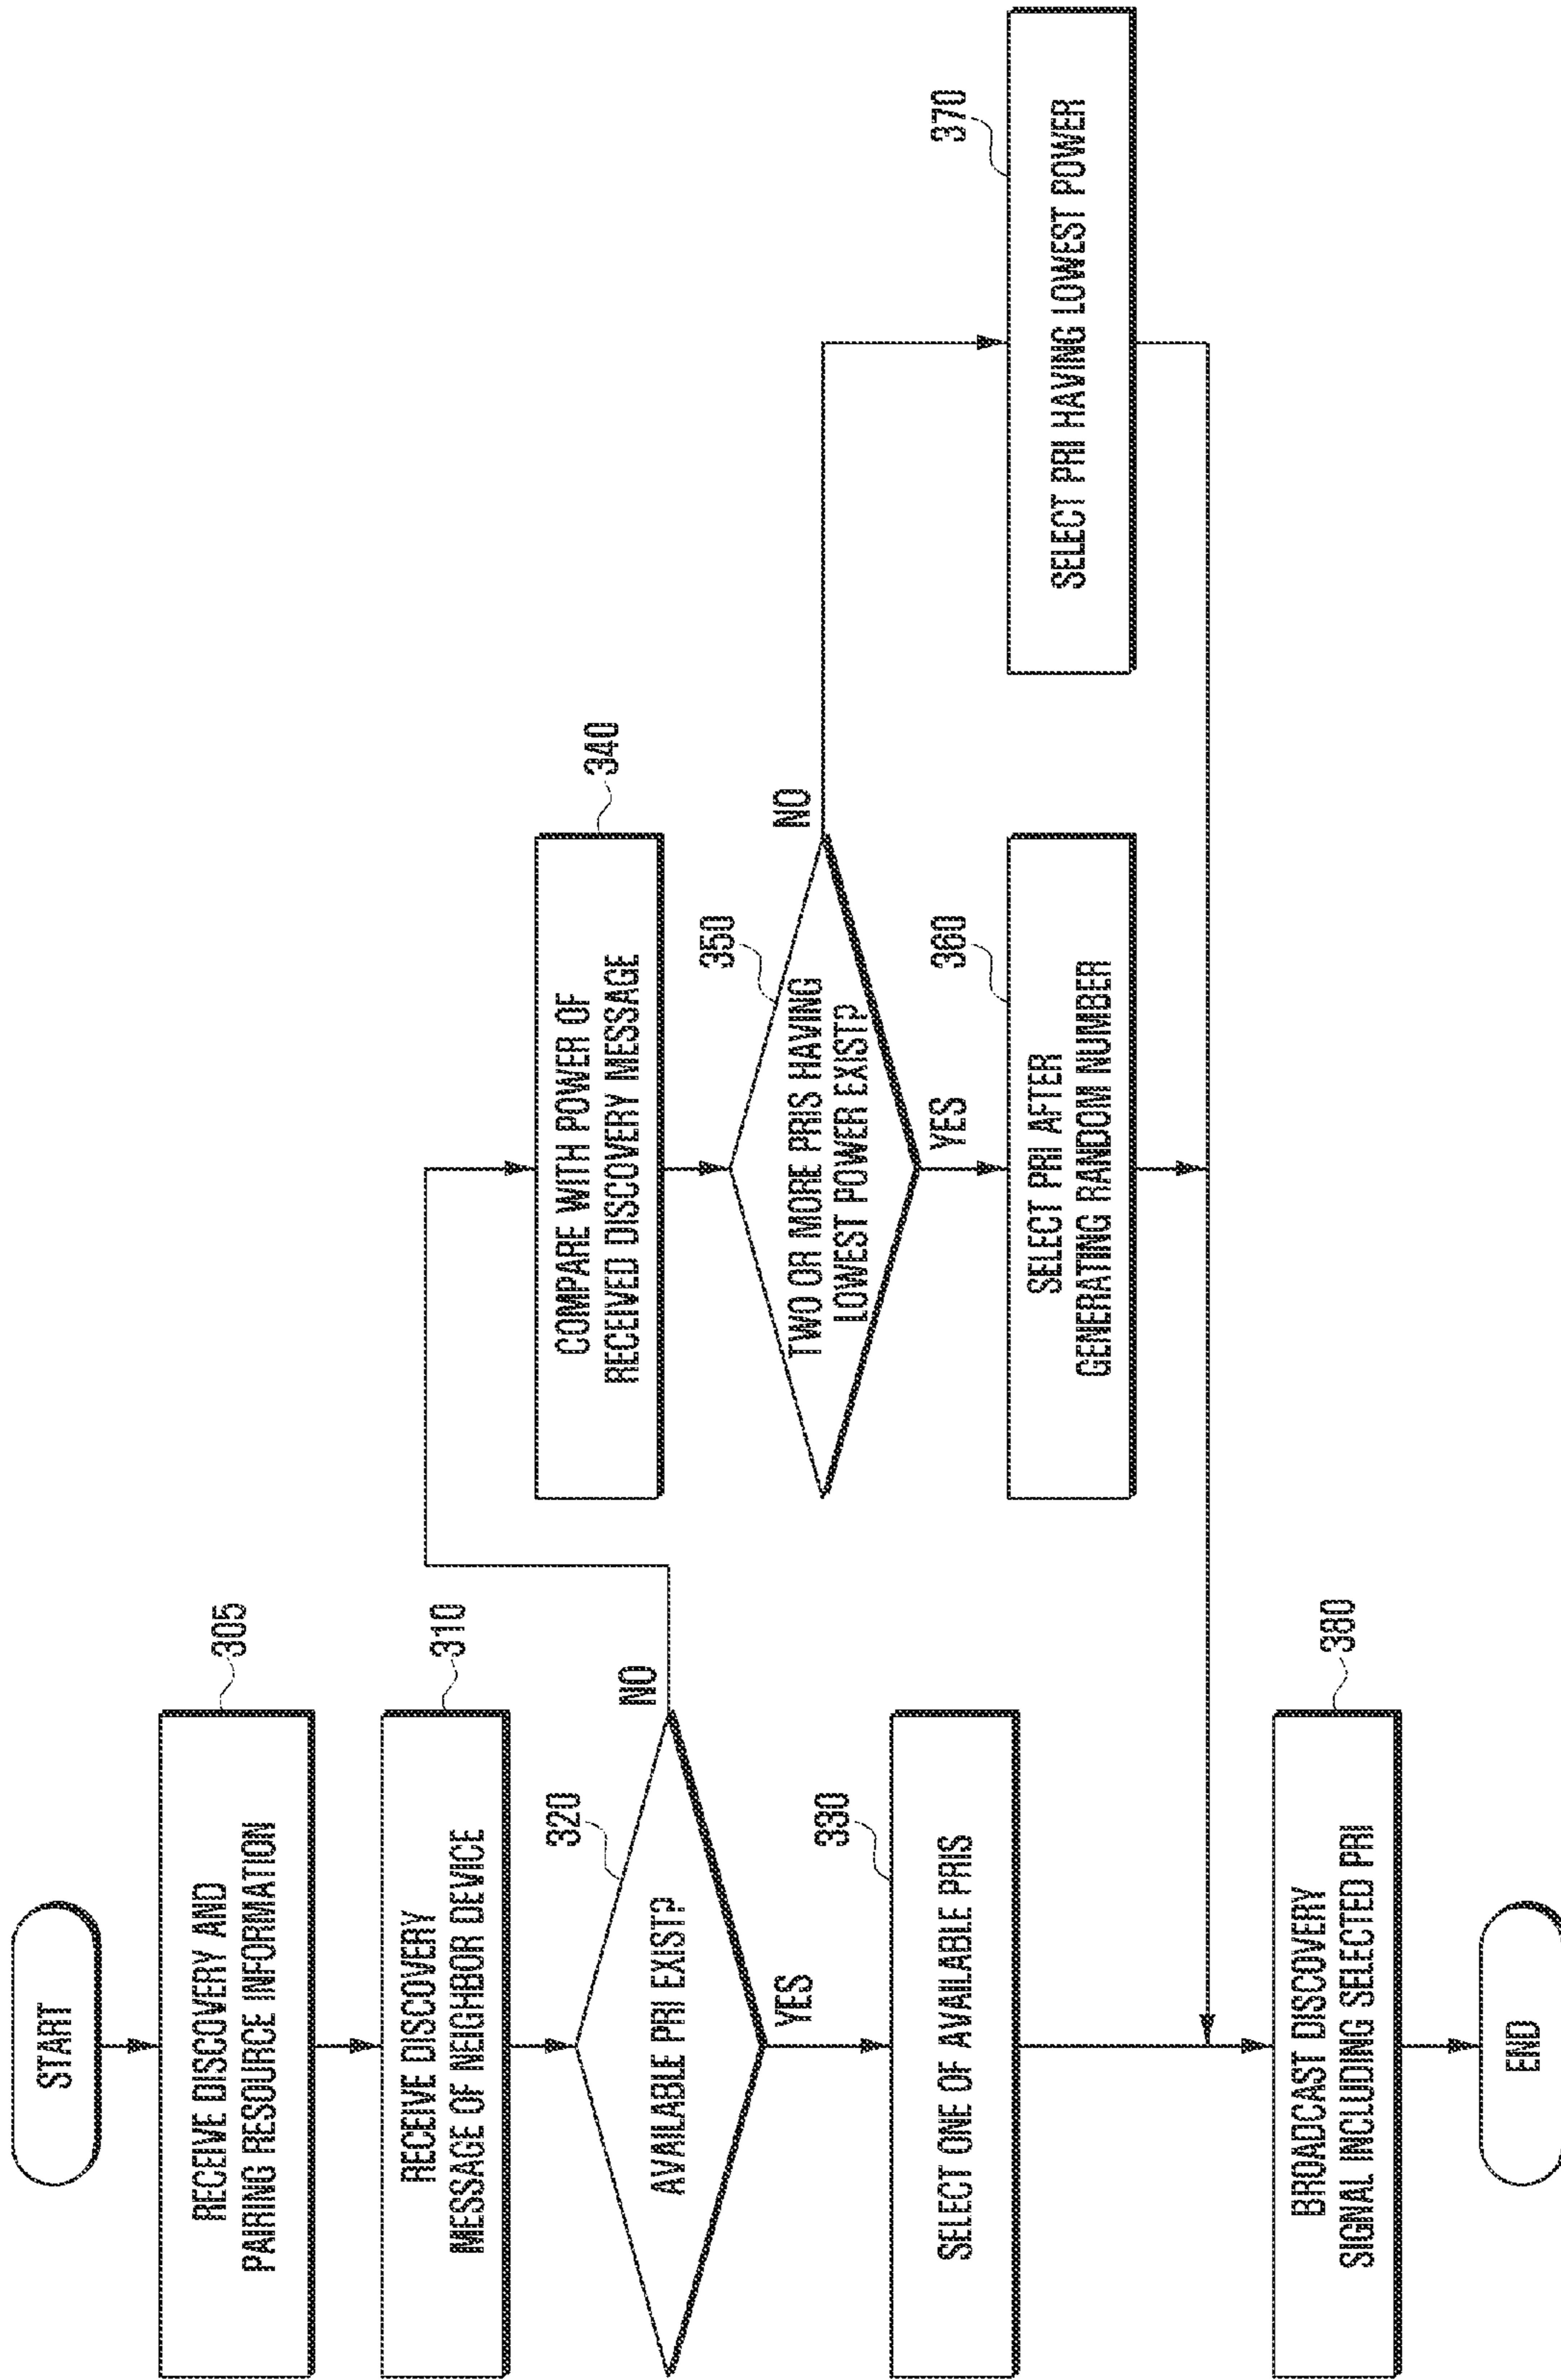 START
305
RECEIVE DISCOVERY AND
PAIRING RESOURCE INFORMATION
310
RECEIVE DISCOVERY
MESSAGE OF NEIGHBOR DEVICE
320
AVAILABLE PRI EXIST?
NO
YES
330
SELECT ONE OF AVAILABLE PRIS
340
COMPARE WITH POWER OF
RECEIVED DISCOVERY MESSAGE
350
TWO OR MORE PRIS HAVING
LOWEST POWER EXIST?
NO
YES
360
SELECT PRI AFTER
GENERATING RANDOM NUMBER
370
SELECT PRI HAVING LOWEST POWER
380
BROADCAST DISCOVERY
SIGNAL INCLUDING SELECTED PRI
END